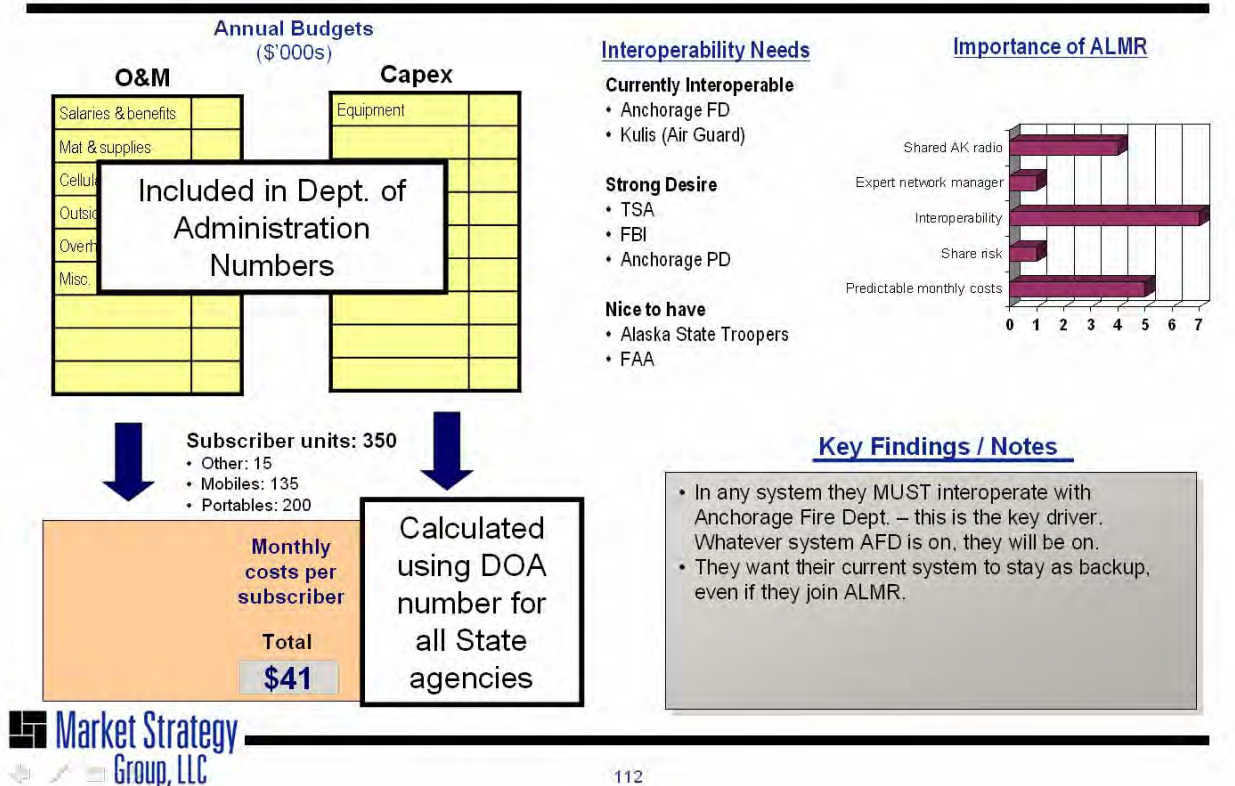 Annual Budgets
($'000s)
O&M
Capex
Salaries & benefits
Mat & supplies
Misc.
Equipment
Included in Dept. of
Administration
Numbers
Subscriber units: 350
• Other: 15
• Mobiles: 135
• Portables: 200
Monthly
costs per
subscriber
Total
$41
Calculated
using DOA
number for
all State
agencies
Interoperability Needs
Currently Interoperable
• Anchorage FD
• Kulis (Air Guard)
Strong Desire
• TSA
• FBI
• Anchorage PD
Nice to have
• Alaska State Troopers
• FAA
Importance of ALMR
Shared AK radio
Expert network manager
Interoperability
Share risk
Predictable monthly costs
0 1 2 3 4 5 6 7
Key Findings / Notes
• In any system they MUST interoperate with
Anchorage Fire Dept. – this is the key driver.
Whatever system AFD is on, they will be on.
• They want their current system to stay as backup,
even if they join ALMR.
Market Strategy
Group, LLC
112